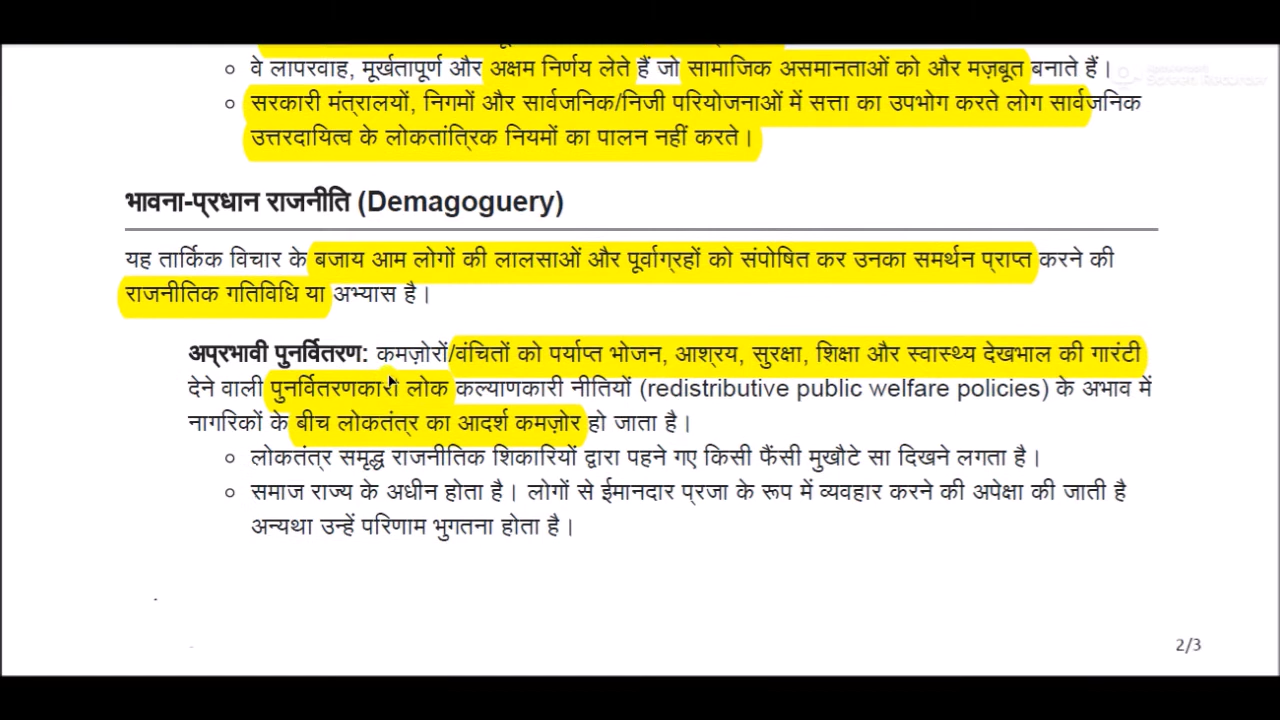 वे लापरवाह, मूर्खतापूर्ण और अक्षम निर्णय लेते हैं जो सामाजिक असमानताओं को और मज़बूत बनाते हैं।
सरकारी मंत्रालयों, निगमों और सार्वजनिक/निजी परियोजनाओं में सत्ता का उपभोग करते लोग सार्वजनिक
उत्तरदायित्व के लोकतांत्रिक नियमों का पालन नहीं करते।
भावना-प्रधान राजनीति (Demagoguery)
यह तार्किक विचार के बजाय आम लोगों की लालसाओं और पूर्वाग्रहों को संपोषित कर उनका समर्थन प्राप्त करने की
राजनीतिक गतिविधि या अभ्यास है।
अप्रभावी पुनर्वितरण: कमज़ोरों/वंचितों को पर्याप्त भोजन, आश्रय, सुरक्षा, शिक्षा और स्वास्थ्य देखभाल की गारंटी
देने वाली पुनर्वितरणकारी लोक कल्याणकारी नीतियों (redistributive public welfare policies) के अभाव में
नागरिकों के बीच लोकतंत्र का आदर्श कमज़ोर हो जाता है।
लोकतंत्र समृद्ध राजनीतिक शिकारियों द्वारा पहने गए किसी फैंसी मुखौटे सा दिखने लगता है।
समाज राज्य के अधीन होता है। लोगों से ईमानदार प्रजा के रूप में व्यवहार करने की अपेक्षा की जाती है
अन्यथा उन्हें परिणाम भुगतना होता है।
2/3